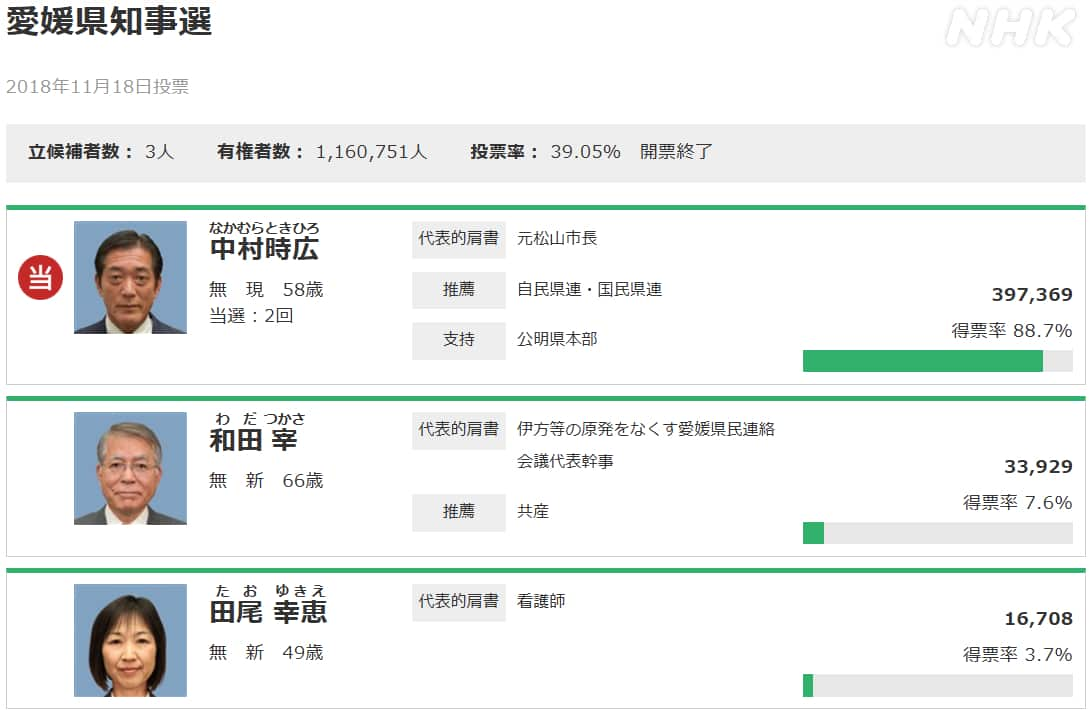 愛媛県知事選
NHK
2018年11月18日投票
立候補者数： 3人 有権者数： 1,160,751人 投票率： 39.05% 開票終了
当
なかむらときひろ
中村時広
無 現 58歳
当選：2回
代表的肩書 元松山市長
推薦 自民県連・国民県連
支持 公明県本部
397,369
得票率 88.7%
わ だ つかさ
和田 宰
無 新 66歳
代表的肩書 伊方等の原発をなくす愛媛県民連絡
会議代表幹事
推薦 共産
33,929
得票率 7.6%
た お ゆきえ
田尾 幸恵
無 新 49歳
代表的肩書 看護師
16,708
得票率 3.7%